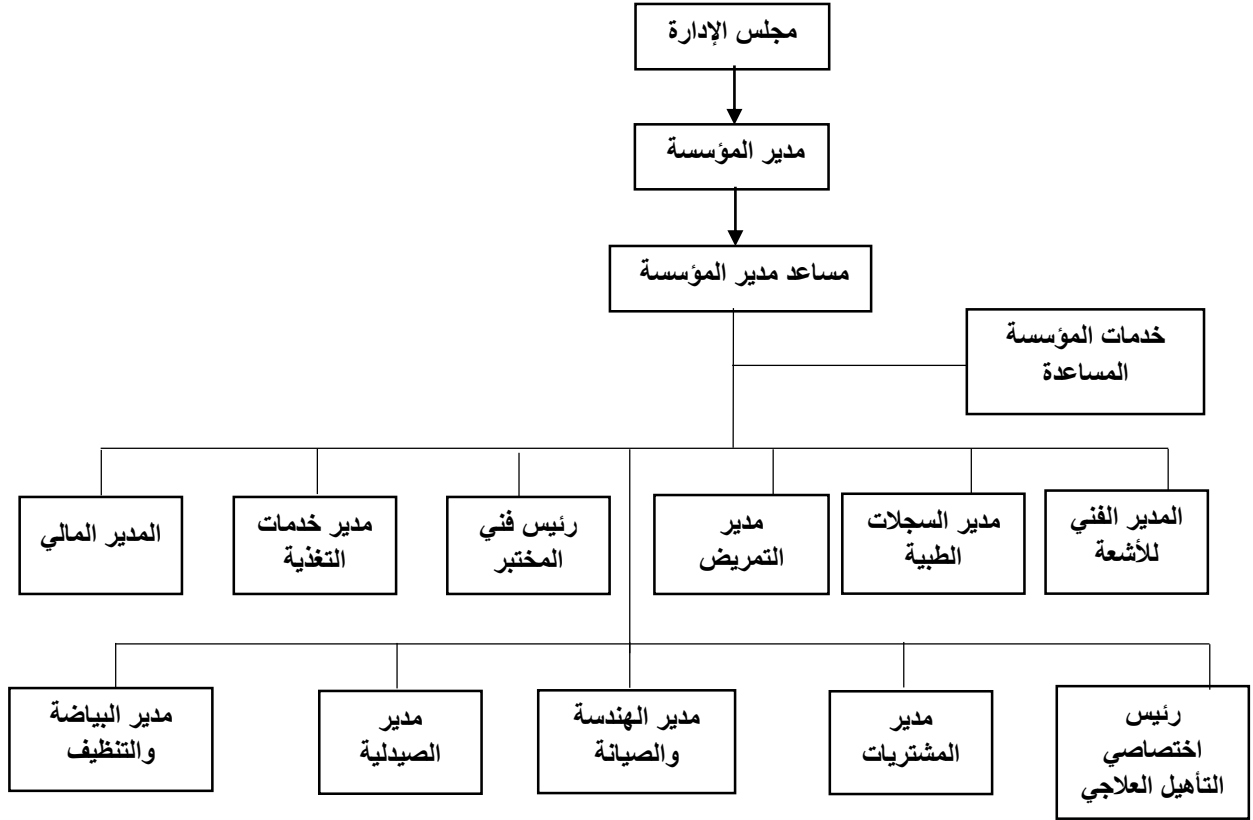 مجلس الإدارة
مدير المؤسسة
مساعد مدير المؤسسة
خدمات المؤسسة
المساعدة
المدير الفني
للأشعة
مدير السجلات
الطبية
مدير
التمريض
رئيس فني
المختبر
مدير خدمات
التغذية
المدير المالي
رئيس
اختصاصي
التأهيل العلاجي
مدير
المشتريات
مدير الهندسة
والصيانة
مدير
الصيدلية
مدير البياضة
والتنظيف